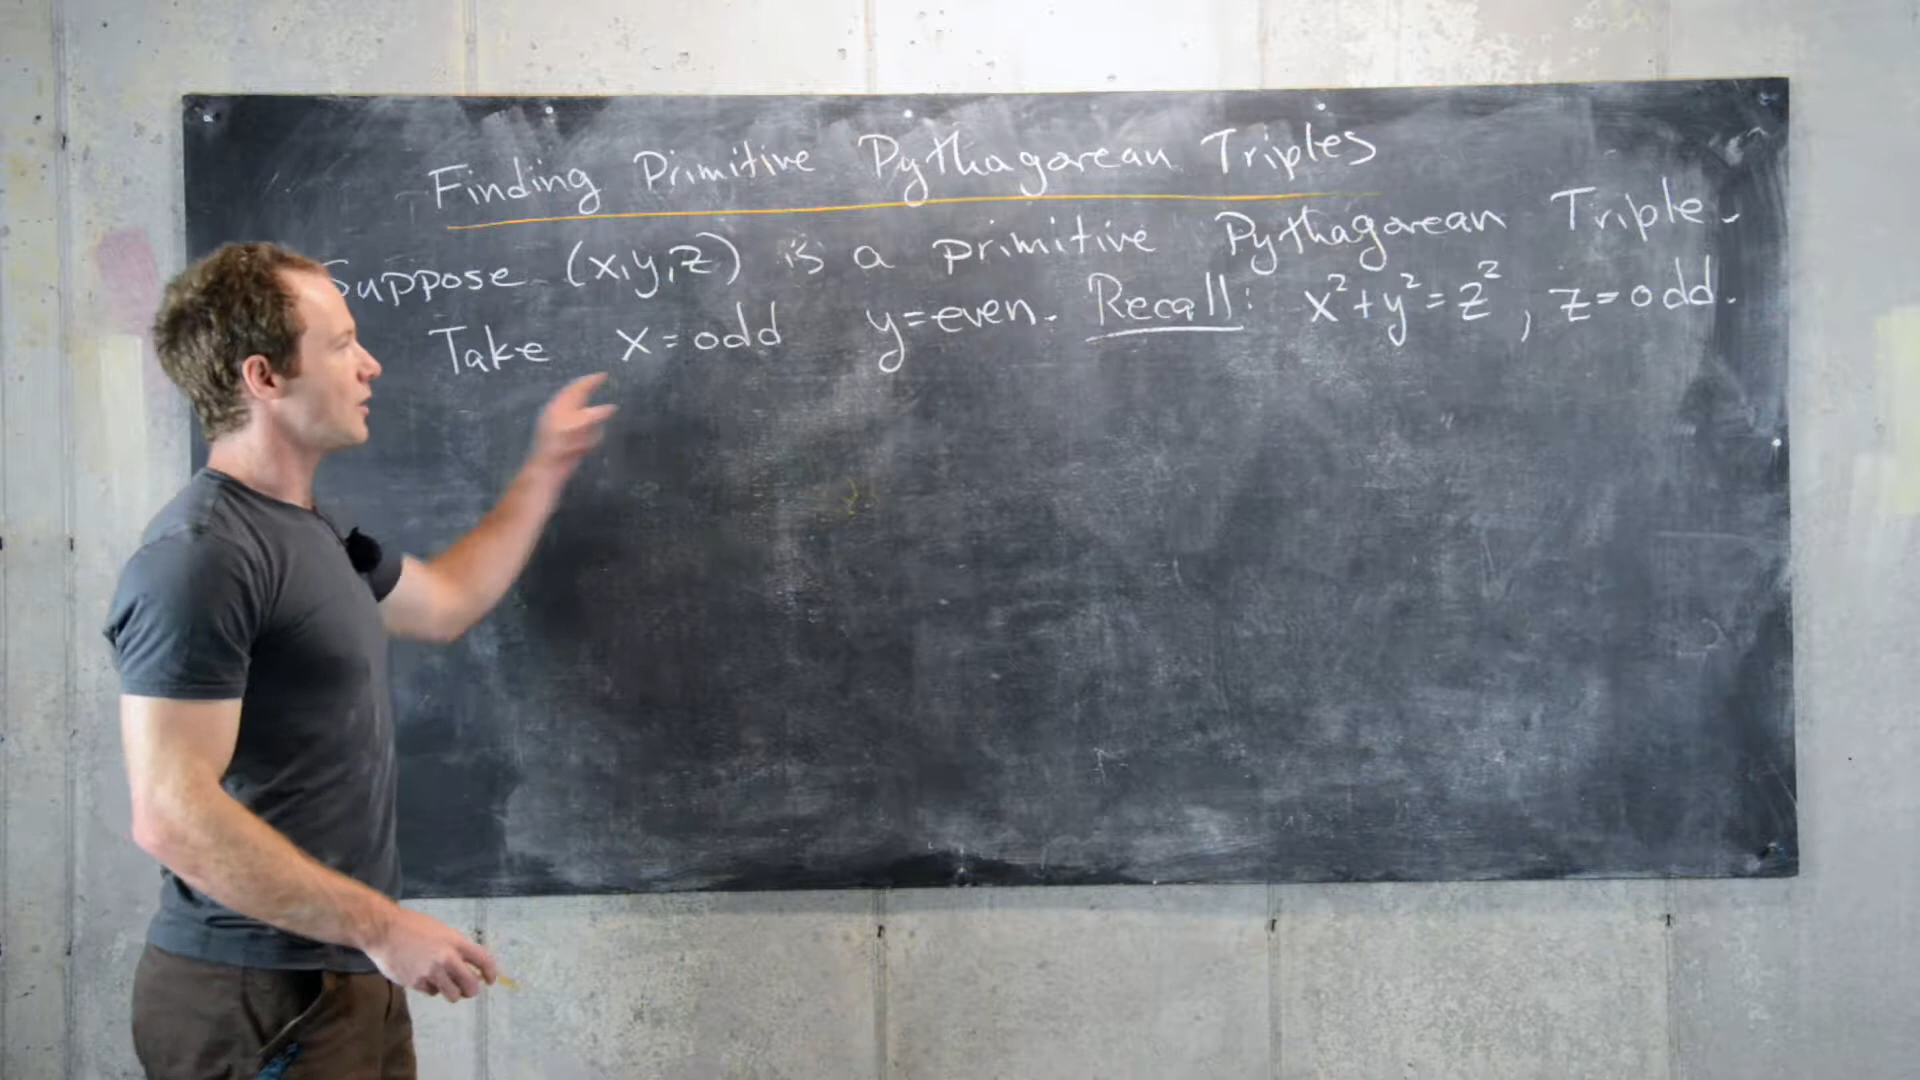 Finding Primitive Pythagorean Triples
Suppose (x,y,z) is a primitive Pythagorean Triple.
Take x=odd y=even. Recall: x²+y²=z², z=odd.